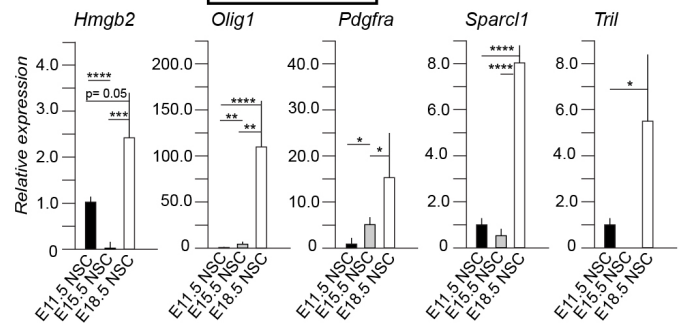 Hmgb2 Olig1 Pdgfra Sparcl1 Tril
Relative expression
4.0
3.0
2.0
1.0
0
****
p= 0.05
***
E11.5 NSC
E15.5 NSC
E18.5 NSC
200.0
150.0
100.0
50.0
0
****
**
**
E11.5 NSC
E15.5 NSC
E18.5 NSC
40.0
30.0
20.0
10.0
0
*
*
E11.5 NSC
E15.5 NSC
E18.5 NSC
8.0
6.0
4.0
2.0
0
****
****
E11.5 NSC
E15.5 NSC
E18.5 NSC
8.0
6.0
4.0
2.0
0
*
E11.5 NSC
E15.5 NSC
E18.5 NSC